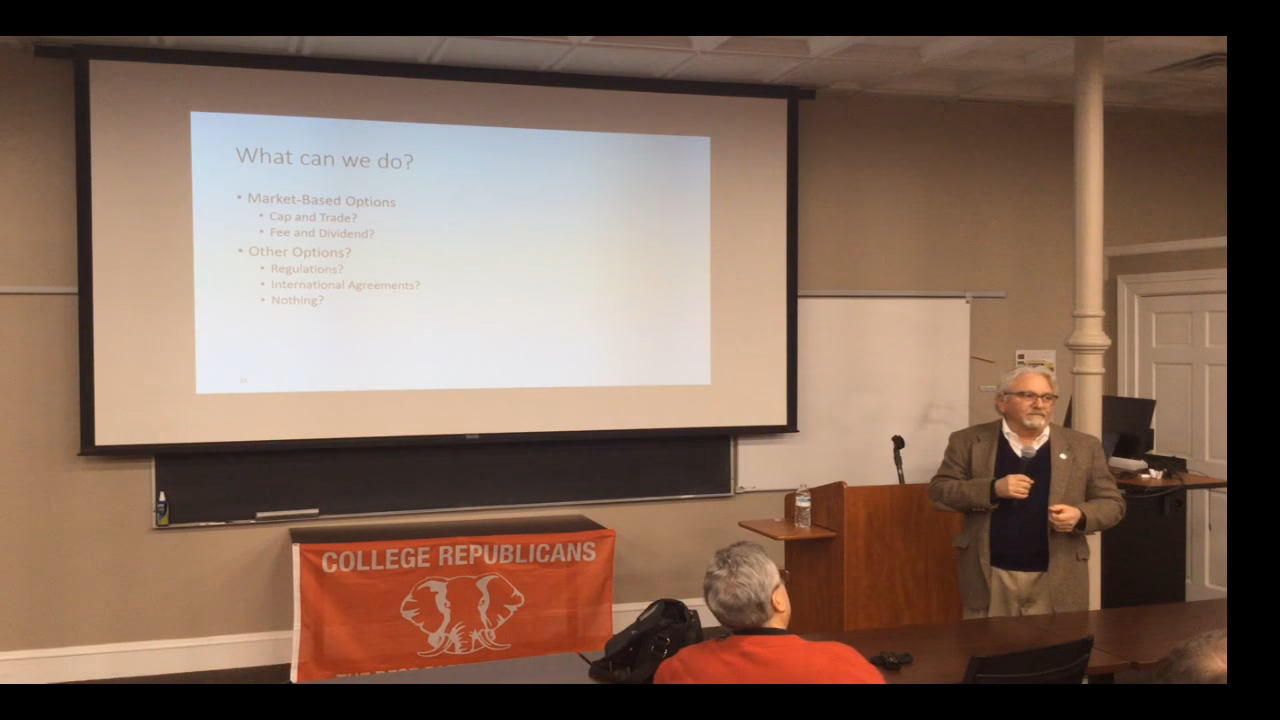 What can we do?
• Market-Based Options
• Cap and Trade?
• Fee and Dividend?
• Other Options?
• Regulations?
• International Agreements?
• Nothing?
COLLEGE REPUBLICANS